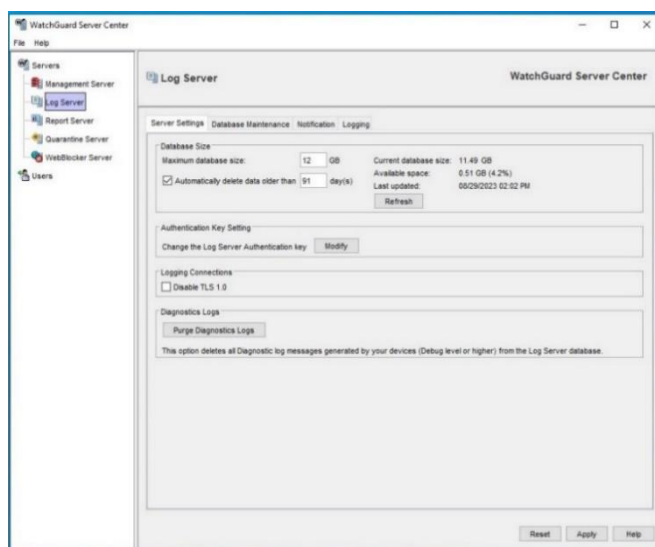 WatchGuard Server Center
File Help
Servers
Management Server
Log Server
Report Server
Quarantine Server
WebBlocker Server
Users
Log Server
WatchGuard Server Center
Server Settings Database Maintenance Notification Logging
Database Size
Maximum database size: 12 GB Current database size: 11.49 GB
Automatically delete data older than 91 day(s) Available space: 0.51 GB (4.2%)
Last updated: 08/29/2023 02:02 PM
Refresh
Authentication Key Setting
Change the Log Server Authentication key Modify
Logging Connections
Disable TLS 1.0
Diagnostics Logs
Purge Diagnostics Logs
This option deletes all Diagnostic log messages generated by your devices (Debug level or higher) from the Log Server database.
Reset Apply Help